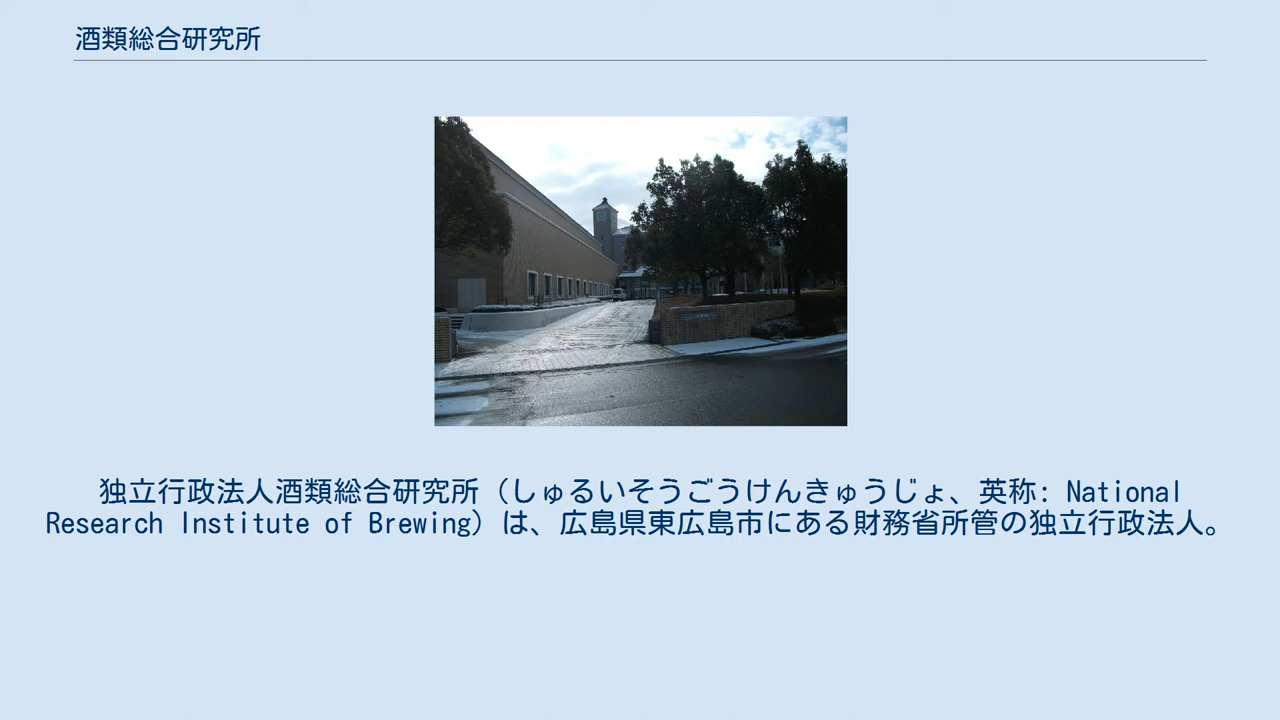 酒類総合研究所
独立行政法人酒類総合研究所（しゅるいそうごうけんきゅうじょ、英称: National
Research Institute of Brewing）は、広島県東広島市にある財務省所管の独立行政法人。